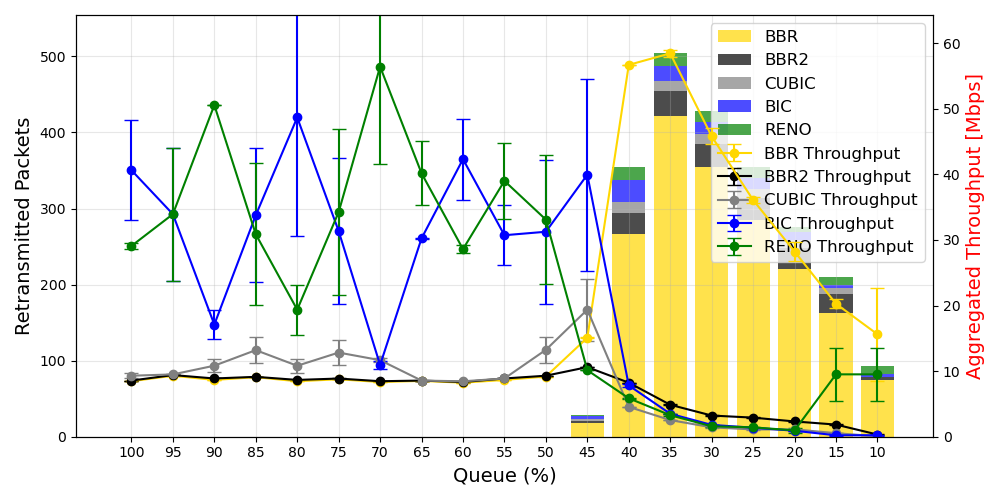 500
400
300
200
100
0
Retransmitted Packets
60
50
40
30
20
10
0
Aggregated Throughput [Mbps]
BBR
BBR2
CUBIC
BIC
RENO
BBR Throughput
BBR2 Throughput
CUBIC Throughput
BIC Throughput
RENO Throughput
100 95 90 85 80 75 70 65 60 55 50 45 40 35 30 25 20 15 10
Queue (%)